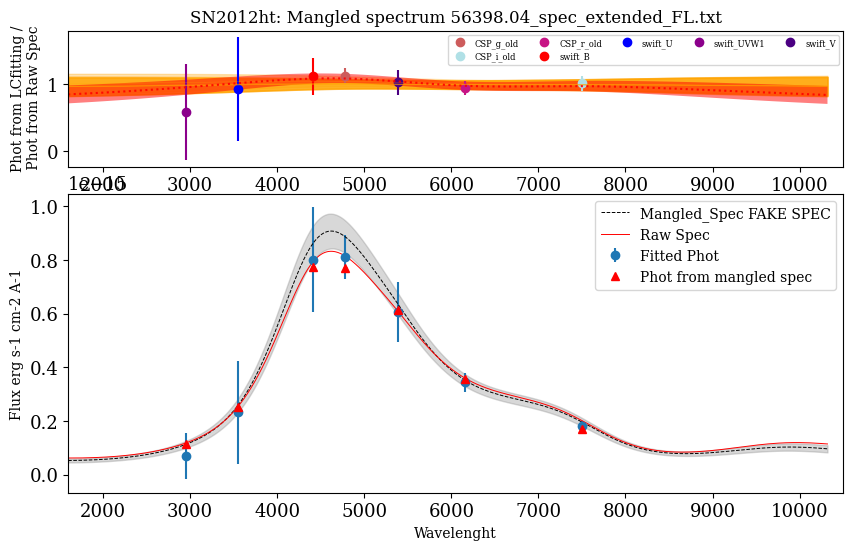 SN2012ht: Mangled spectrum 56398.04_spec_extended_FL.txt
Phot from LCfitting /
Phot from Raw Spec
CSP_g_old CSP_r_old swift_U swift_UVW1 swift_V
CSP_i_old swift_B
1
0
2000 3000 4000 5000 6000 7000 8000 9000 10000
Flux erg s-1 cm-2 A-1
1.0
0.8
0.6
0.4
0.2
0.0
Mangled_Spec FAKE SPEC
Raw Spec
Fitted Phot
Phot from mangled spec
2000 3000 4000 5000 6000 7000 8000 9000 10000
Wavelenght